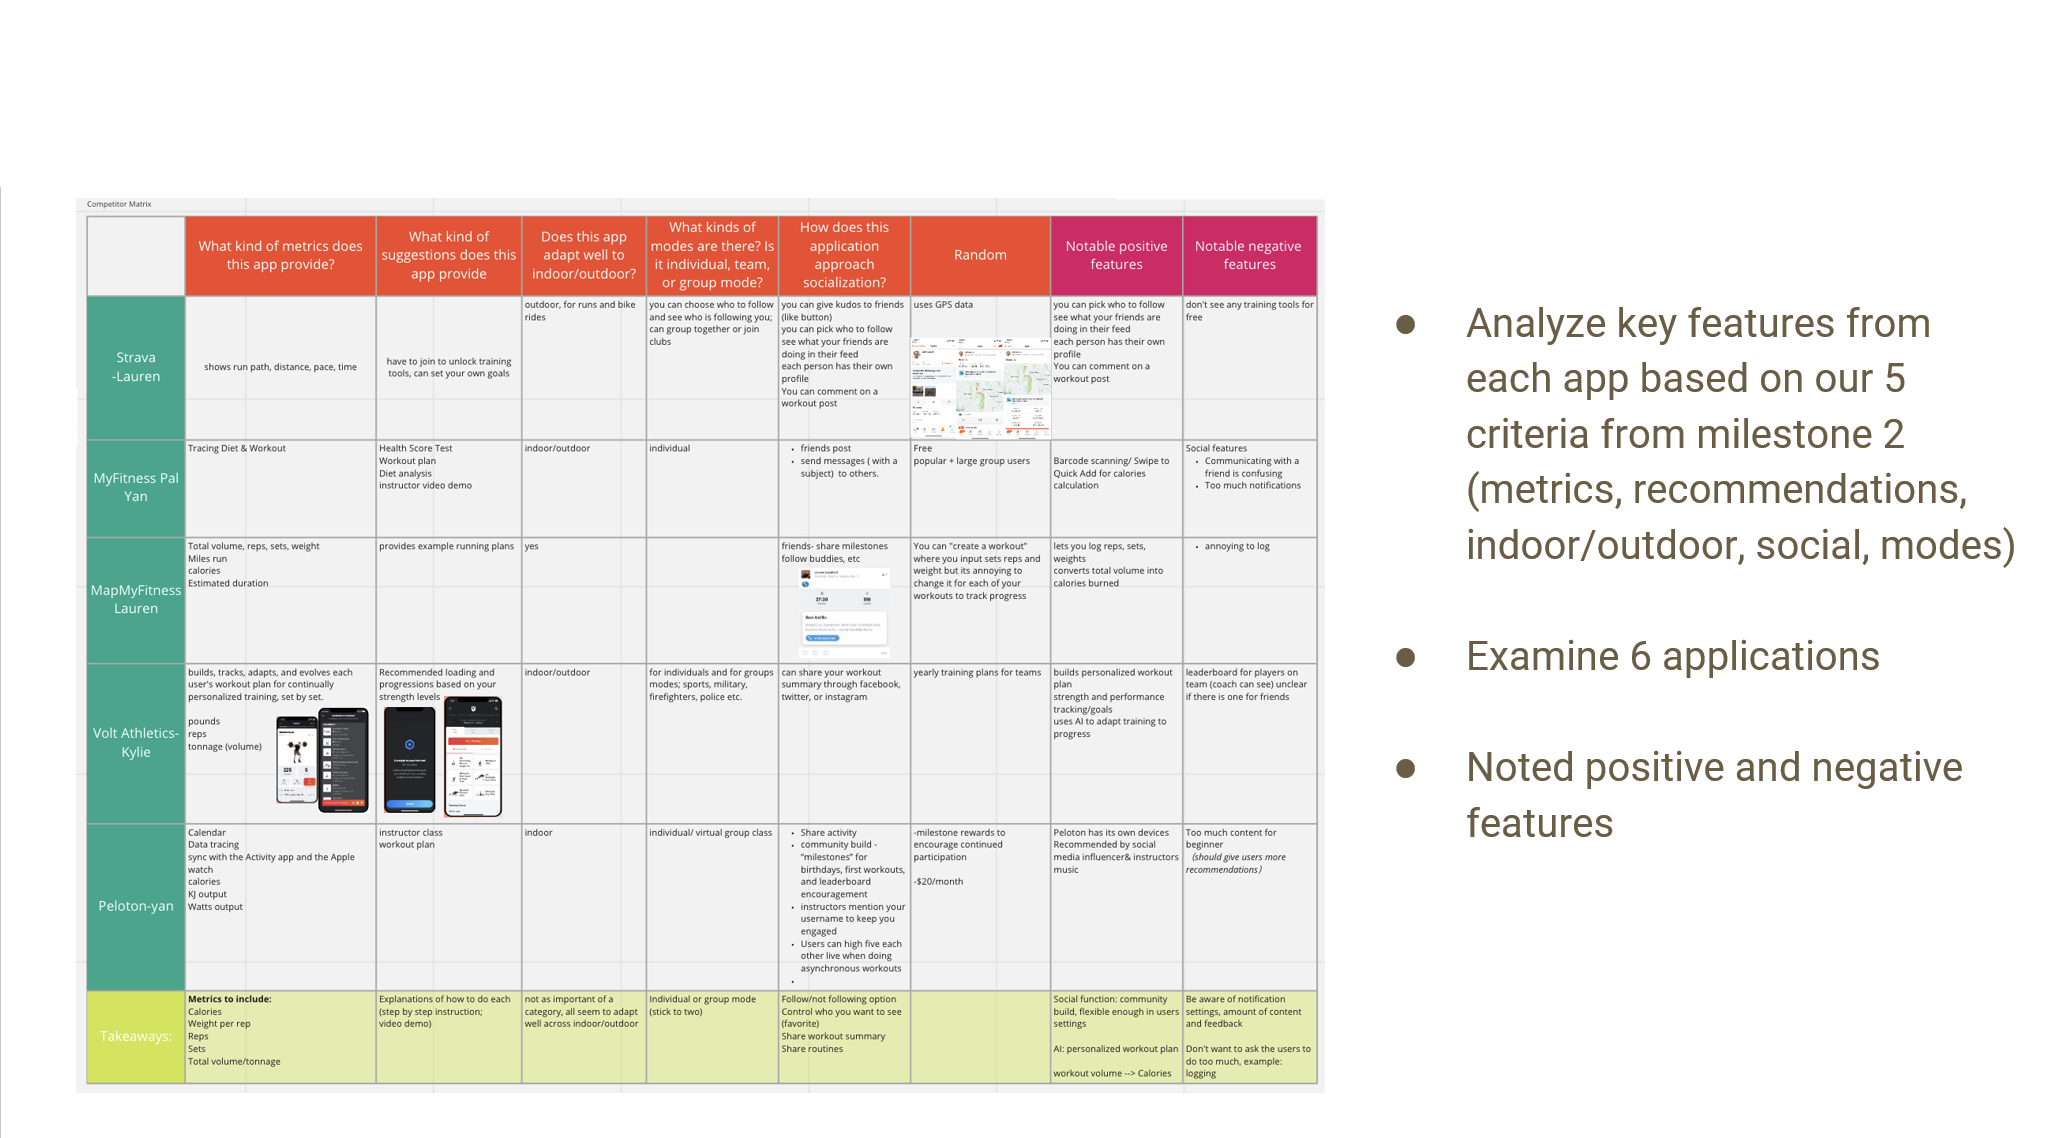 Competitor Matrix
What kind of metrics does
this app provide?
What kind of
suggestions does this
app provide
Does this app
adapt well to
indoor/outdoor?
What kinds of
modes are there? Is
it individual, team,
or group mode?
How does this
application
approach
socialization?
Random
Notable positive
features
Notable negative
features
Strava
-Lauren
shows run path, distance, pace, time
have to join to unlock training
tools, can set your own goals
outdoor, for runs and bike
rides
you can choose who to follow
and see who is following you;
can group together or join
clubs
you can give kudos to friends
(like button)
you can pick who to follow
see what your friends are
doing in their feed
each person has their own
profile
You can comment on a
workout post
uses GPS data
you can pick who to follow
see what your friends are
doing in their feed
each person has their own
profile
You can comment on a
workout post
don't see any training tools for
free
MyFitness Pal
Yan
Tracing Diet & Workout
Health Score Test
Workout plan
Diet analysis
instructor video demo
indoor/outdoor
individual
• friends post
• send messages ( with a
subject) to others.
Free
popular + large group users
Barcode scanning/ Swipe to
Quick Add for calories
calculation
Social features
• Communicating with a
friend is confusing
• Too much notifications
MapMyFitness
Lauren
Total volume, reps, sets, weight
Miles run
calories
Estimated duration
provides example running plans
yes
friends- share milestones
follow buddies, etc
You can "create a workout"
where you input sets reps and
weight but its annoying to
change it for each of your
workouts to track progress
lets you log reps, sets,
weights
converts total volume into
calories burned
• annoying to log
Volt Athletics-
Kylie
builds, tracks, adapts, and evolves each
user's workout plan for continually
personalized training, set by set.
pounds
reps
tonnage (volume)
Recommended loading and
progressions based on your
strength levels
indoor/outdoor
for individuals and for groups
modes; sports, military,
firefighters, police etc.
can share your workout
summary through facebook,
twitter, or instagram
yearly training plans for teams
builds personalized workout
plan
strength and performance
tracking/goals
uses AI to adapt training to
progress
leaderboard for players on
team (coach can see) unclear
if there is one for friends
Peloton-yan
Calendar
Data tracing
sync with the Activity app and the Apple
watch
calories
KJ output
Watts output
instructor class
workout plan
indoor
individual/ virtual group class
• Share activity
• community build -
"milestones" for
birthdays, first workouts,
and leaderboard
encouragement
• instructors mention your
username to keep you
engaged
• Users can high five each
other live when doing
asynchronous workouts
•
-milestone rewards to
encourage continued
participation
-$20/month
Peloton has its own devices
Recommended by social
media influencer& instructors
music
Too much content for
beginner
(should give users more
recommendations)
Takeaways:
Metrics to include:
Calories
Weight per rep
Reps
Sets
Total volume/tonnage
Explanations of how to do each
(step by step instruction;
video demo)
not as important of a
category, all seem to adapt
well across indoor/outdoor
Individual or group mode
(stick to two)
Follow/not following option
Control who you want to see
(favorite)
Share workout summary
Share routines
Social function: community
build, flexible enough in users
settings
AI: personalized workout plan
workout volume --> Calories
Be aware of notification
settings, amount of content
and feedback
Don't want to ask the users to
do too much, example:
logging
● Analyze key features from
each app based on our 5
criteria from milestone 2
(metrics, recommendations,
indoor/outdoor, social, modes)
● Examine 6 applications
● Noted positive and negative
features